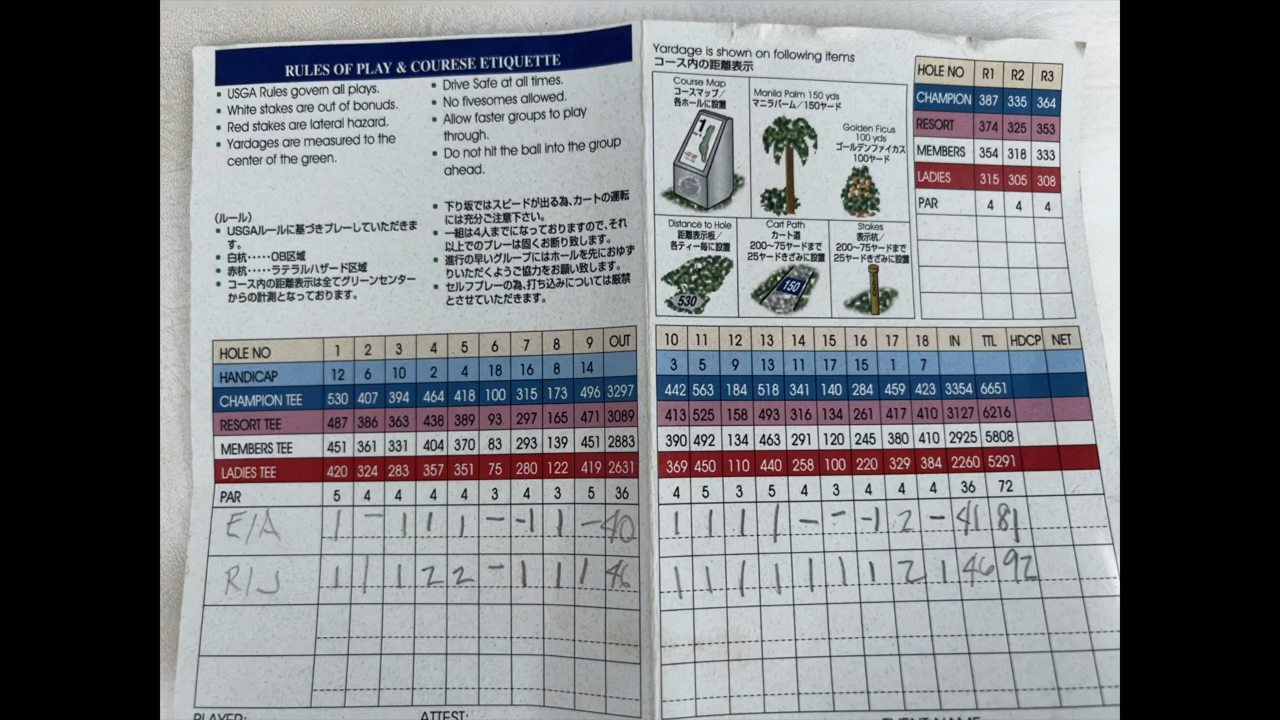 RULES OF PLAY & COURESE ETIQUETTE
▪ USGA Rules govern all plays.
▪ White stakes are out of bonuds.
▪ Red stakes are lateral hazard.
▪ Yardages are measured to the
center of the green.
▪ Drive Safe at all times.
▪ No fivesomes allowed.
▪ Allow faster groups to play
through.
▪ Do not hit the ball into the group
ahead.
(ルール)
▪ USGAルールに基づきプレーしていただきま
す。
▪ 白杭・・・・・OB区域
▪ 赤杭・・・・・ラテラルハザード区域
▪ コース内の距離表示は全てグリーンセンター
からの計測となっております。
▪ 下り坂ではスピードが出る為、カートの運転
には充分ご注意下さい。
▪ 一組は4人までになっておりますので、それ
以上でのプレーは固くお断り致します。
▪ 進行の早いグループにはホールを先におゆず
りいただくようご協力をお願い致します。
▪ セルフプレーの為、打ち込みについては厳禁
とさせていただきます。
Yardage is shown on following items
コース内の距離表示
Course Map
コースマップ/
各ホールに設置
1
Manila Palm 150 yds
マニラパーム/150ヤード
Golden Ficus
100 yds
ゴールデンファイカス
100ヤード
Distance to Hole
距離表示板/
各ティー毎に設置
530
Cart Path
カート道
200~75ヤードまで
25ヤードきざみに設置
150
Stakes
表示杭/
200~75ヤードまで
25ヤードきざみに設置
HOLE NO R1 R2 R3
CHAMPION 387 335 364
RESORT 374 325 353
MEMBERS 354 318 333
LADIES 315 305 308
PAR 4 4 4
HOLE NO 1 2 3 4 5 6 7 8 9 OUT 10 11 12 13 14 15 16 17 18 IN TTL HDCP NET
HANDICAP 12 6 10 2 4 18 16 8 14 3 5 9 13 11 17 15 1 7
CHAMPION TEE 530 407 394 464 418 100 315 173 496 3297 442 563 184 518 341 140 284 459 423 3354 6651
RESORT TEE 487 386 363 438 389 93 297 165 471 3089 413 525 158 493 316 134 261 417 410 3127 6216
MEMBERS TEE 451 361 331 404 370 83 293 139 451 2883 390 492 134 463 291 120 245 380 410 2925 5808
LADIES TEE 420 324 283 357 351 75 280 122 419 2631 369 450 110 440 258 100 220 329 384 2260 5291
PAR 5 4 4 4 4 3 4 3 5 36 4 5 3 5 4 3 4 4 4 36 72
E/A 1 - 1 1 1 - -1 1 - 40 1 1 1 1 - - -1 2 - 41 81
R/J 1 1 1 2 2 - 1 1 1 46 1 1 1 1 1 1 1 2 1 46 92
PLAYER: ATTEST: EVENT NAME